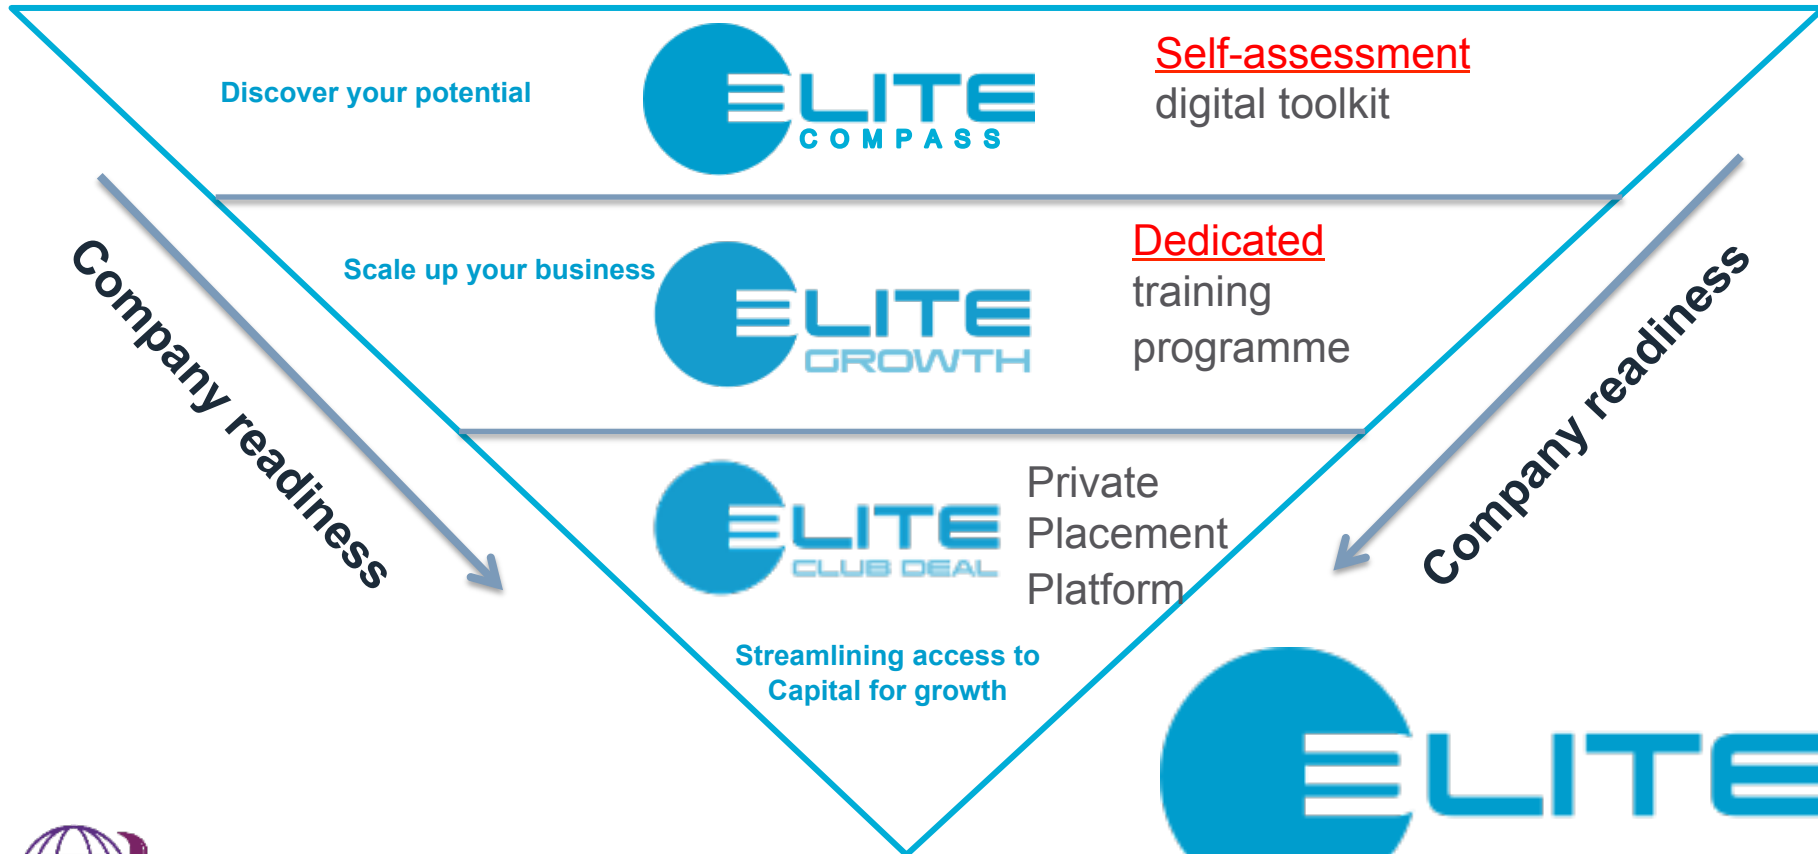 Discover your potential
ELITE
COMPASS
Self-assessment
digital toolkit
Company readiness
Scale up your business
ELITE
GROWTH
Dedicated
training
programme
Company readiness
ELITE
CLUB DEAL
Private
Placement
Platform
Streamlining access to
Capital for growth
ELITE